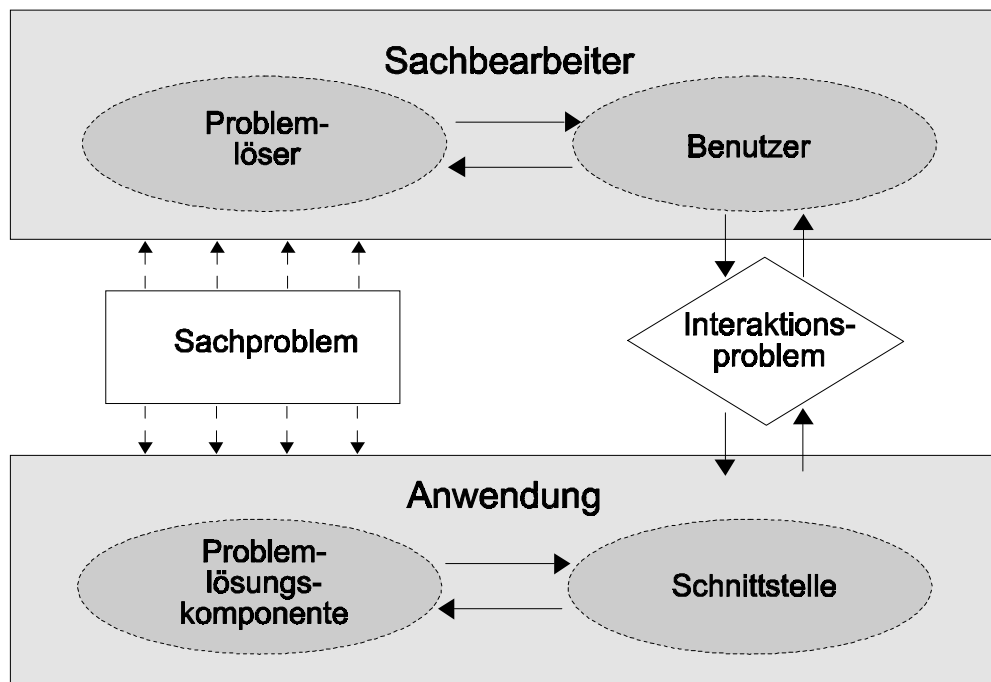 Sachbearbeiter
Problem-
löser
Benutzer
Sachproblem
Interaktions-
problem
Anwendung
Problem-
lösungs-
komponente
Schnittstelle